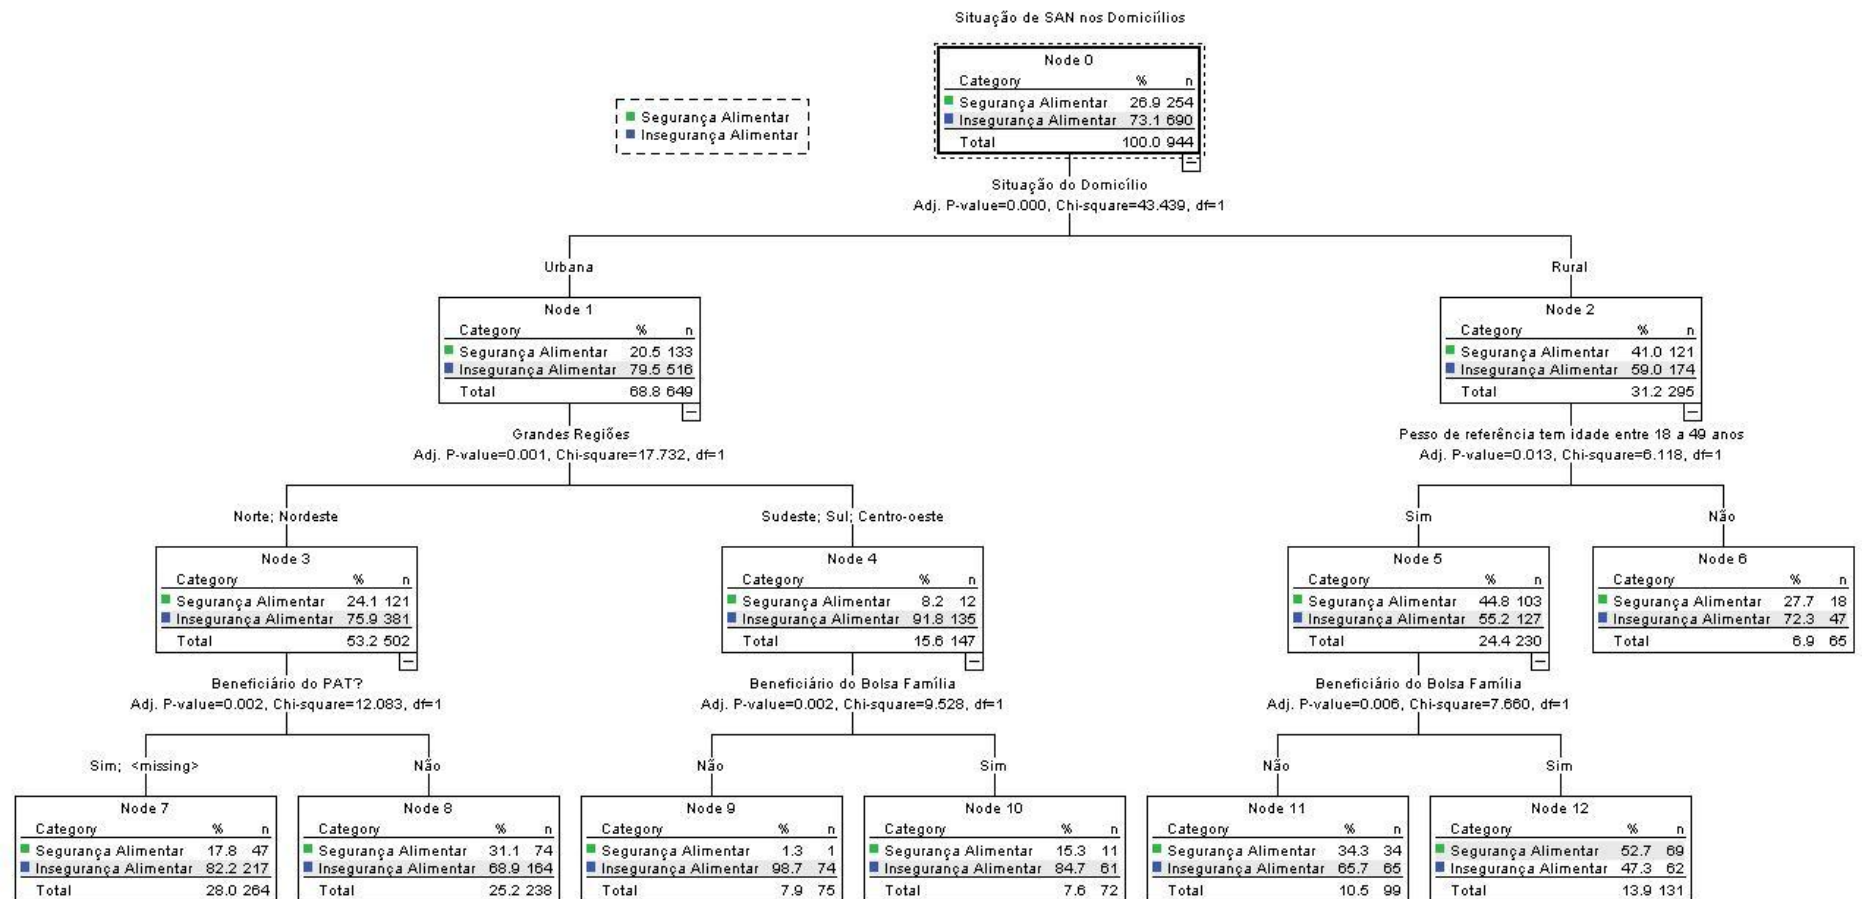 Situação de SAN nos Domiciílios
Node 0
Category % n
Segurança Alimentar 26.9 254
Insegurança Alimentar 73.1 690
Total 100.0 944
Segurança Alimentar
Insegurança Alimentar
Situação do Domicílio
Adj. P-value=0.000, Chi-square=43.439, df=1
Urbana
Rural
Node 1
Category % n
Segurança Alimentar 20.5 133
Insegurança Alimentar 79.5 516
Total 68.8 649
Node 2
Category % n
Segurança Alimentar 41.0 121
Insegurança Alimentar 59.0 174
Total 31.2 295
Grandes Regiões
Adj. P-value=0.001, Chi-square=17.732, df=1
Pesso de referência tem idade entre 18 a 49 anos
Adj. P-value=0.013, Chi-square=6.118, df=1
Norte; Nordeste
Sudeste; Sul; Centro-oeste
Sim
Não
Node 3
Category % n
Segurança Alimentar 24.1 121
Insegurança Alimentar 75.9 381
Total 53.2 502
Node 4
Category % n
Segurança Alimentar 8.2 12
Insegurança Alimentar 91.8 135
Total 15.6 147
Node 5
Category % n
Segurança Alimentar 44.8 103
Insegurança Alimentar 55.2 127
Total 24.4 230
Node 6
Category % n
Segurança Alimentar 27.7 18
Insegurança Alimentar 72.3 47
Total 6.9 65
Beneficiário do PAT?
Adj. P-value=0.002, Chi-square=12.083, df=1
Beneficiário do Bolsa Família
Adj. P-value=0.002, Chi-square=9.528, df=1
Beneficiário do Bolsa Família
Adj. P-value=0.006, Chi-square=7.660, df=1
Sim; &lt;missing&gt;
Não
Não
Sim
Não
Sim
Node 7
Category % n
Segurança Alimentar 17.8 47
Insegurança Alimentar 82.2 217
Total 28.0 264
Node 8
Category % n
Segurança Alimentar 31.1 74
Insegurança Alimentar 68.9 164
Total 25.2 238
Node 9
Category % n
Segurança Alimentar 1.3 1
Insegurança Alimentar 98.7 74
Total 7.9 75
Node 10
Category % n
Segurança Alimentar 15.3 11
Insegurança Alimentar 84.7 61
Total 7.6 72
Node 11
Category % n
Segurança Alimentar 34.3 34
Insegurança Alimentar 65.7 65
Total 10.5 99
Node 12
Category % n
Segurança Alimentar 52.7 69
Insegurança Alimentar 47.3 62
Total 13.9 131